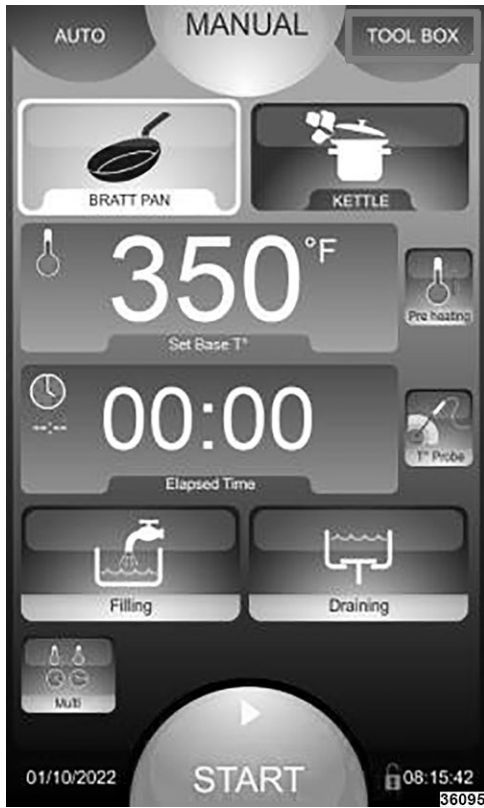 AUTO
MANUAL
TOOL BOX
BRATT PAN
KETTLE
350°F
Set Base T°
Pre heating
--:--
00:00
Elapsed Time
T° Probe
Filling
Draining
Multi
START
01/10/2022
08:15:42
36095